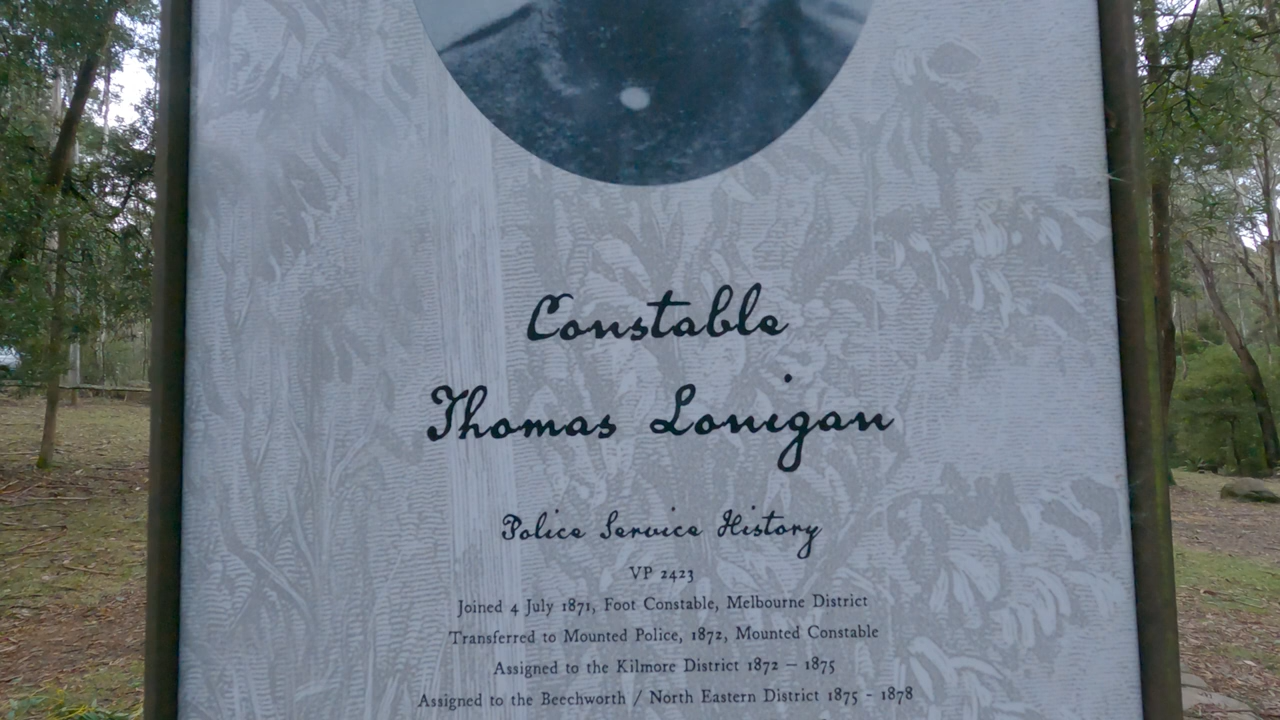 Constable
Thomas Lonigan
Police Service History
VP 2423
Joined 4 July 1871, Foot Constable, Melbourne District
Transferred to Mounted Police, 1872, Mounted Constable
Assigned to the Kilmore District 1872 – 1875
Assigned to the Beechworth / North Eastern District 1875 - 1878